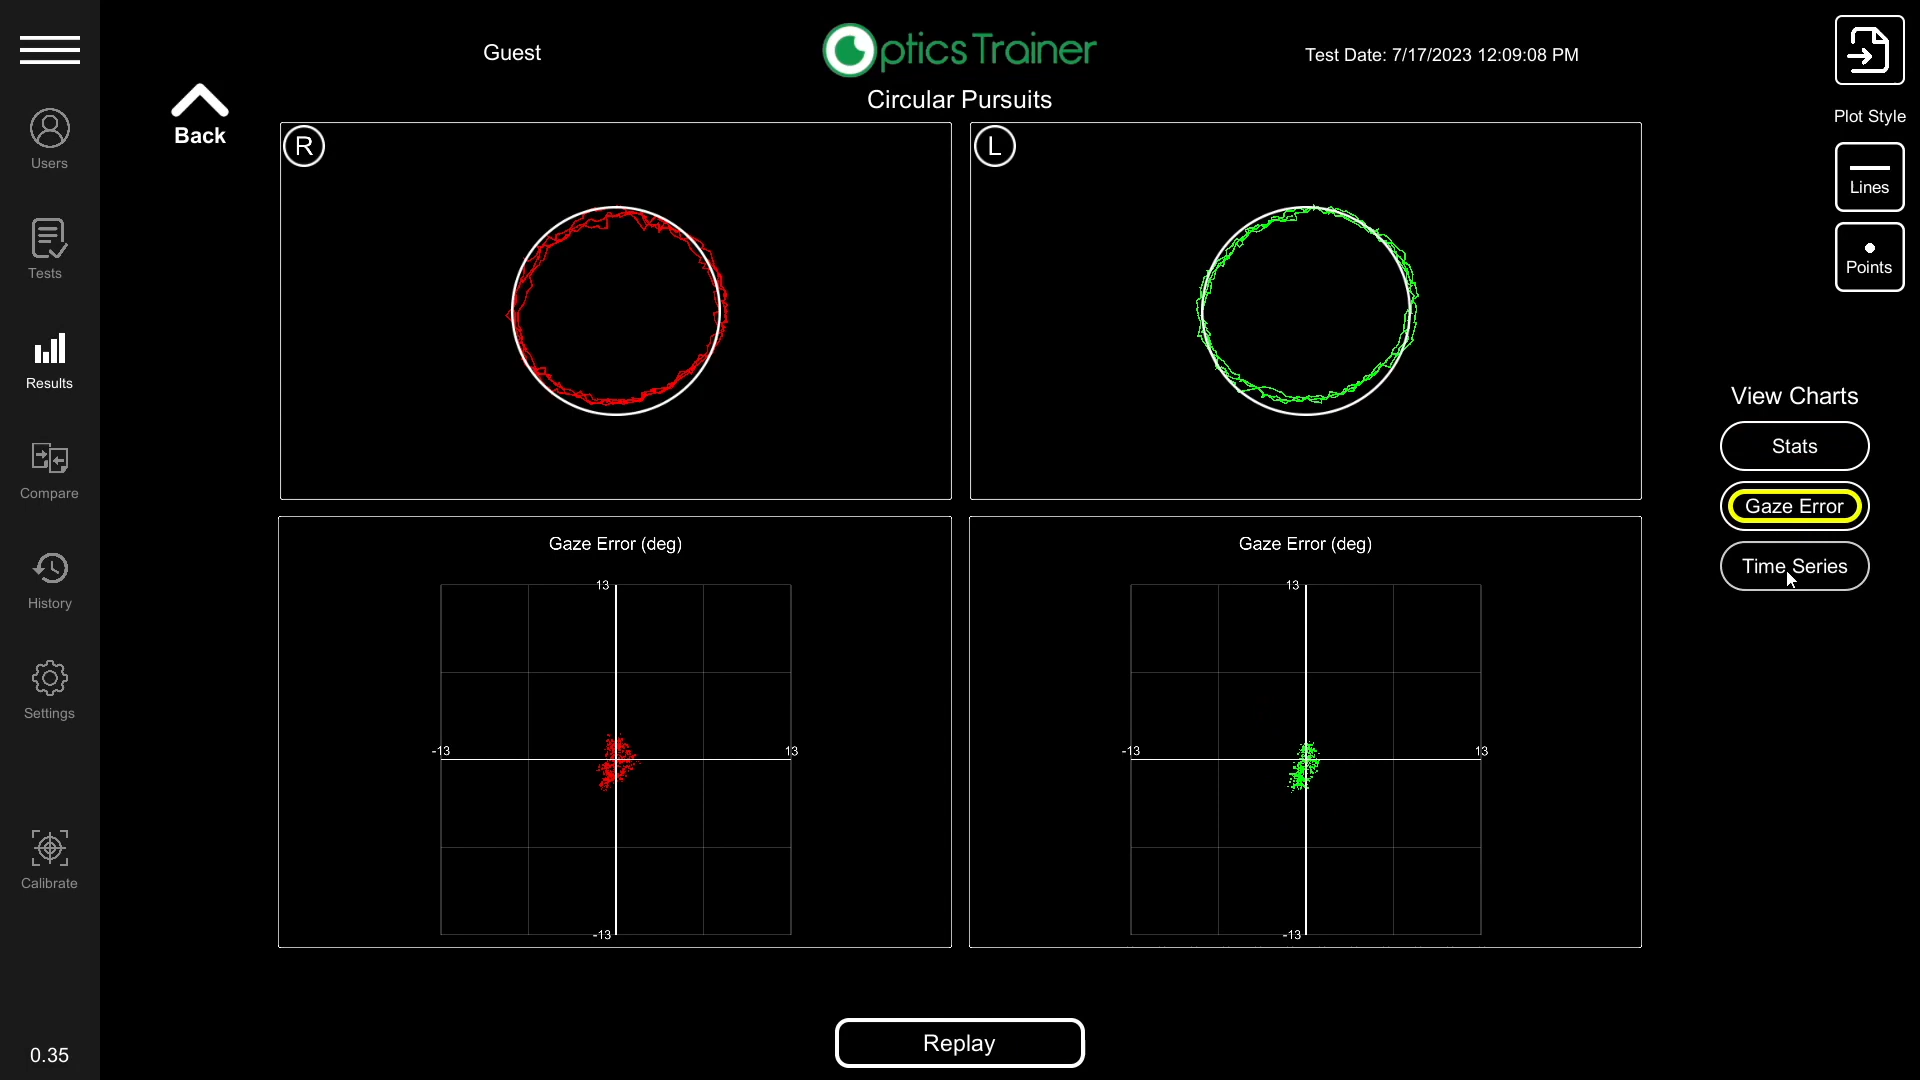 Guest
OpticsTrainer
Test Date: 7/17/2023 12:09:08 PM
Circular Pursuits
Back
Users
Tests
Results
Compare
History
Settings
Calibrate
0.35
R
L
Gaze Error (deg)
13
-13
13
-13
Gaze Error (deg)
13
-13
13
-13
Replay
Plot Style
Lines
Points
View Charts
Stats
Gaze Error
Time Series